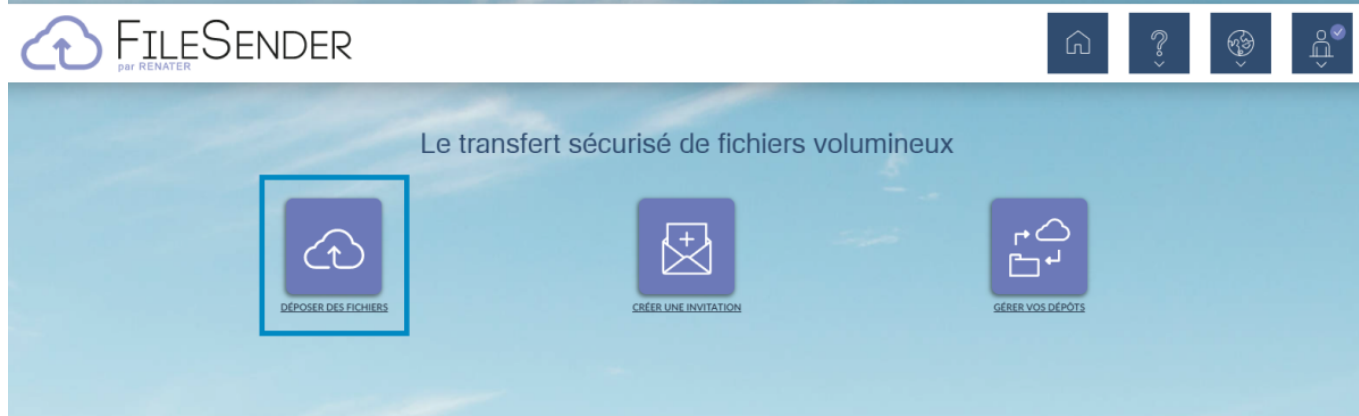 FILESENDER
par RENATER
Le transfert sécurisé de fichiers volumineux
DÉPOSER DES FICHIERS
CRÉER UNE INVITATION
GÉRER VOS DÉPÔTS